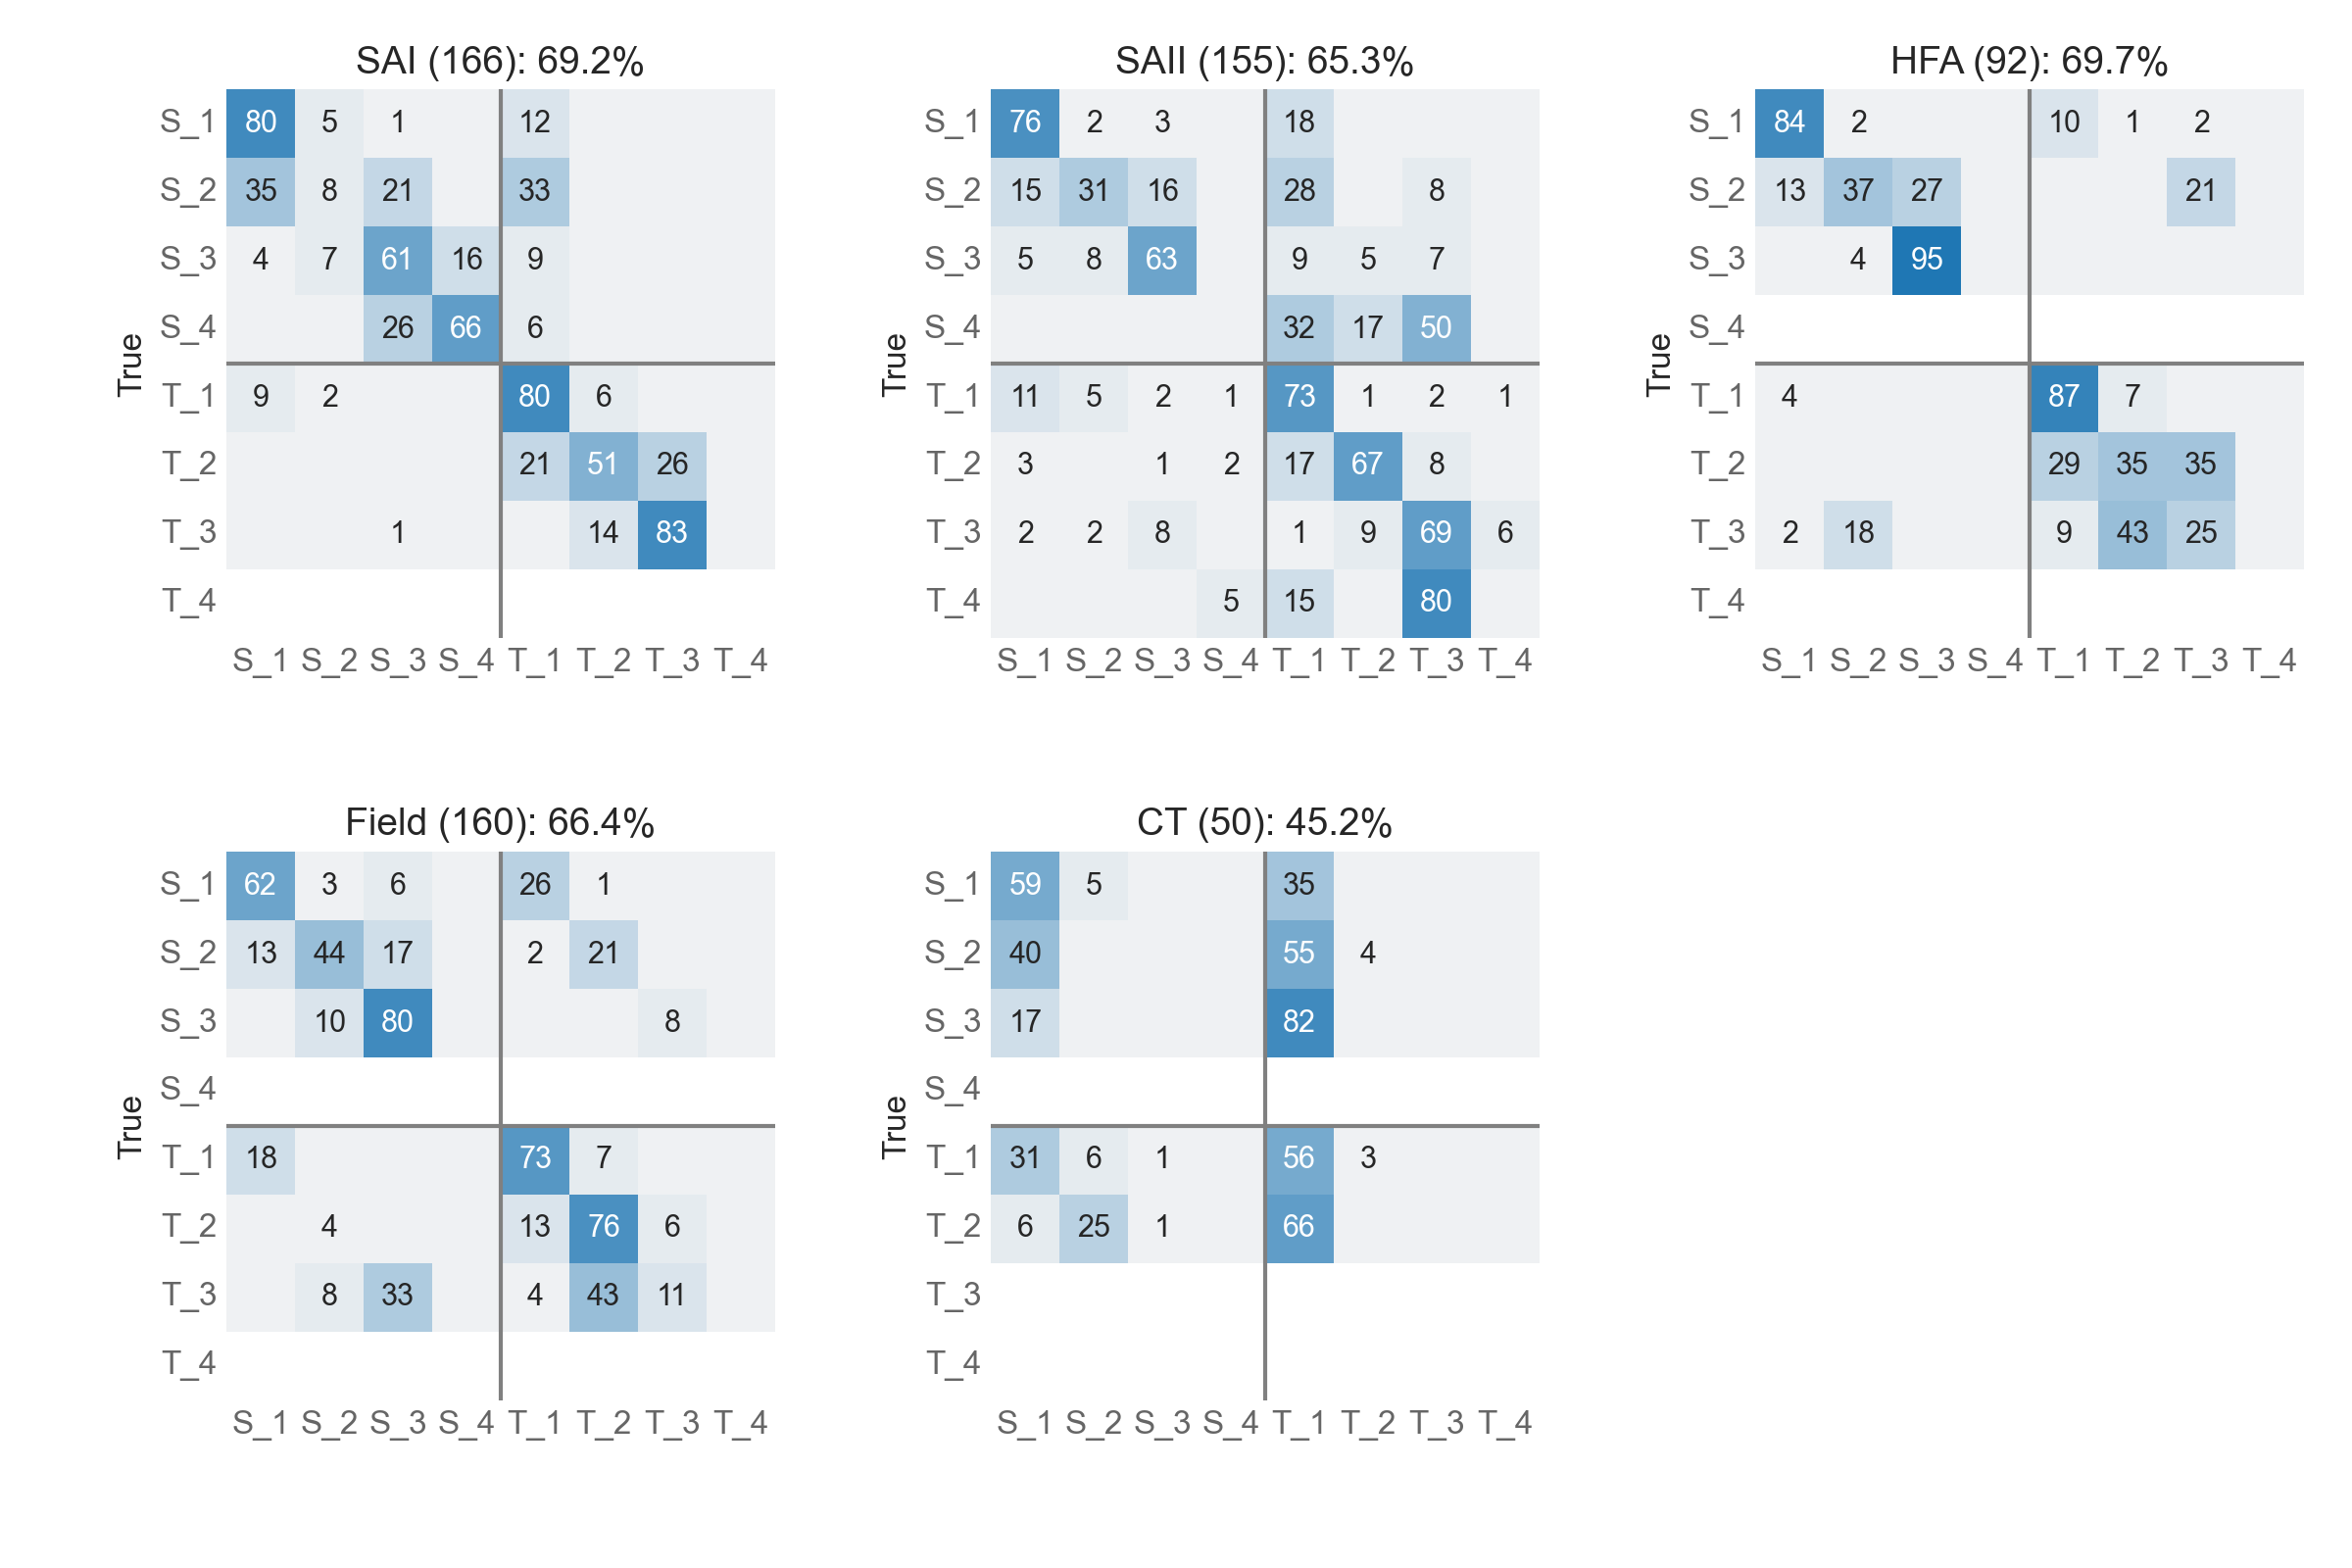 SAI (166): 69.2%
True
S_1 80 5 1 12
S_2 35 8 21 33
S_3 4 7 61 16 9
S_4 26 66 6
T_1 9 2 80 6
T_2 21 51 26
T_3 1 14 83
T_4
S_1 S_2 S_3 S_4 T_1 T_2 T_3 T_4
SAII (155): 65.3%
True
S_1 76 2 3 18
S_2 15 31 16 28 8
S_3 5 8 63 9 5 7
S_4 32 17 50
T_1 11 5 2 1 73 1 2 1
T_2 3 1 2 17 67 8
T_3 2 2 8 1 9 69 6
T_4 5 15 80
S_1 S_2 S_3 S_4 T_1 T_2 T_3 T_4
HFA (92): 69.7%
True
S_1 84 2 10 1 2
S_2 13 37 27 21
S_3 4 95
S_4
T_1 4 87 7
T_2 29 35 35
T_3 2 18 9 43 25
T_4
S_1 S_2 S_3 S_4 T_1 T_2 T_3 T_4
Field (160): 66.4%
True
S_1 62 3 6 26 1
S_2 13 44 17 2 21
S_3 10 80 8
S_4
T_1 18 73 7
T_2 4 13 76 6
T_3 8 33 4 43 11
T_4
S_1 S_2 S_3 S_4 T_1 T_2 T_3 T_4
CT (50): 45.2%
True
S_1 59 5 35
S_2 40 55 4
S_3 17 82
S_4
T_1 31 6 1 56 3
T_2 6 25 1 66
T_3
T_4
S_1 S_2 S_3 S_4 T_1 T_2 T_3 T_4